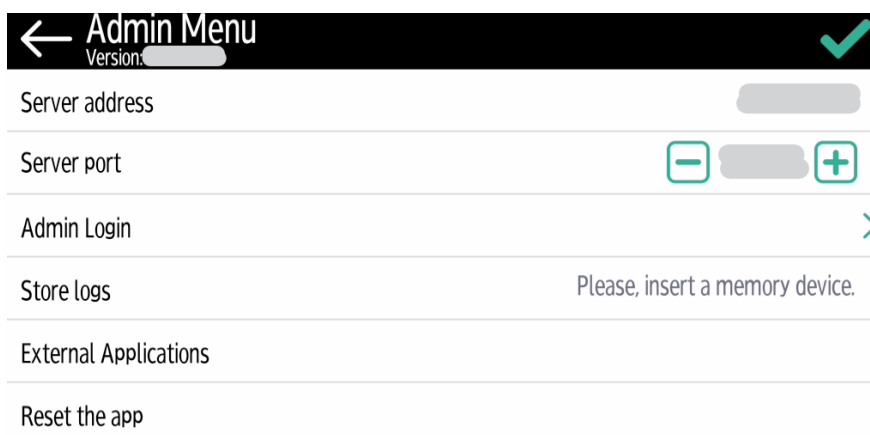 Admin Menu
Version:
Server address
Server port
Admin Login
Store logs
Please, insert a memory device.
External Applications
Reset the app